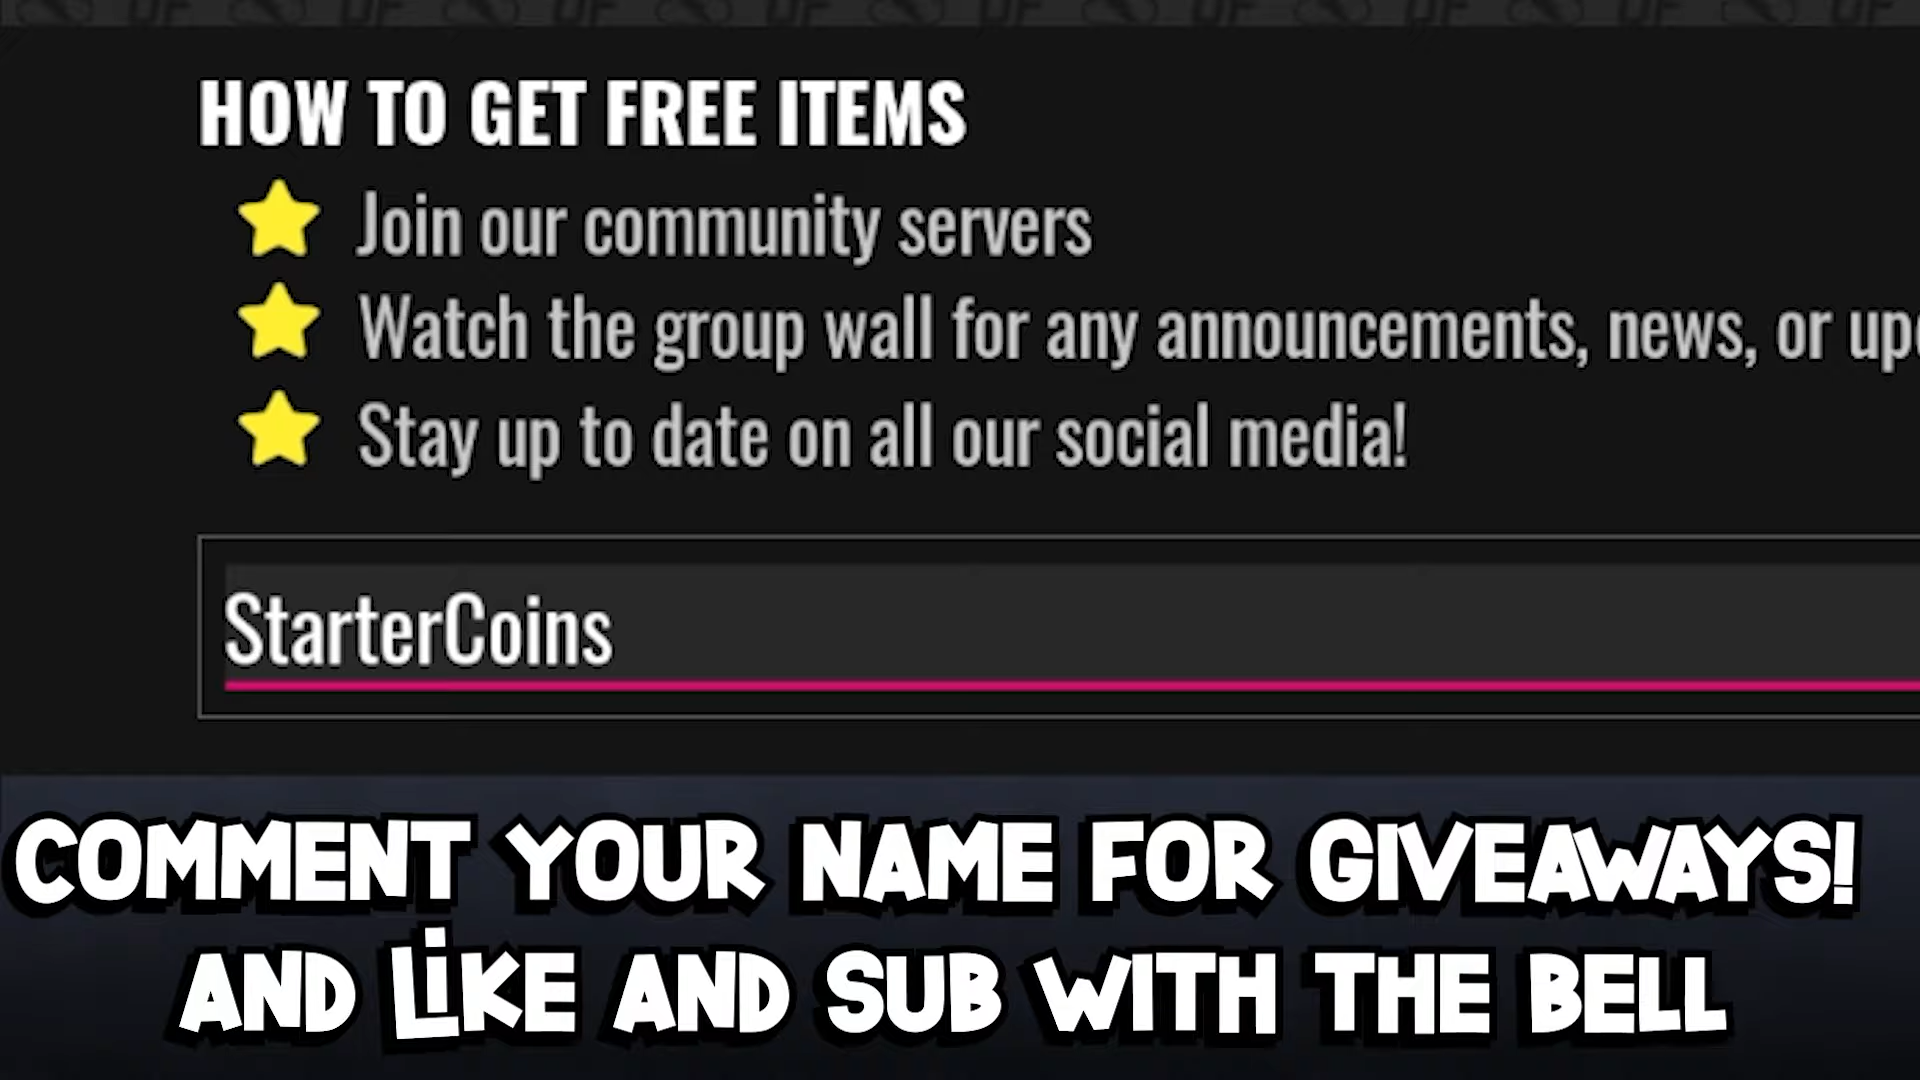 HOW TO GET FREE ITEMS
Join our community servers
Watch the group wall for any announcements, news, or
Stay up to date on all our social media!
StarterCoins
COMMENT YOUR NAME FOR GIVEAWAYS!
AND LiKE AND SUB WITH THE BELL